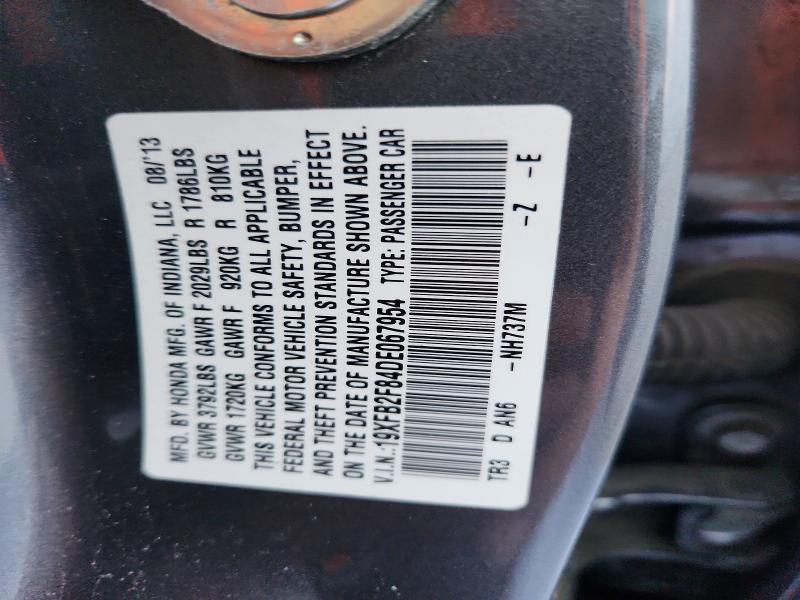 MFD. BY HONDA MFG. OF INDIANA, LLC 08/'13
GVWR 3792LBS GAWR F 2029LBS R 1786LBS
GVWR 1720KG GAWR F 920KG R 810KG
THIS VEHICLE CONFORMS TO ALL APPLICABLE
FEDERAL MOTOR VEHICLE SAFETY, BUMPER,
AND THEFT PREVENTION STANDARDS IN EFFECT
ON THE DATE OF MANUFACTURE SHOWN ABOVE.
V.I.N.:19XFB2F84DE067954 TYPE: PASSENGER CAR
TR3 D AN6 -NH737M -Z -E